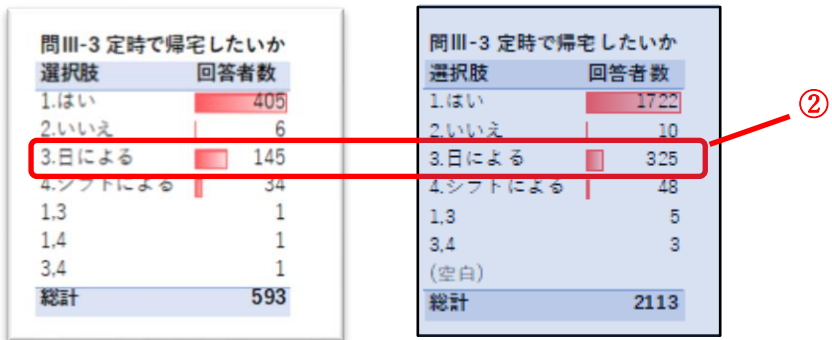 問Ⅲ-3 定時で帰宅したいか
選択肢 回答者数
1.はい 405
2.いいえ 6
3.日による 145
4.シフトによる 34
1,3 1
1,4 1
3,4 1
総計 593
問Ⅲ-3 定時で帰宅したいか
選択肢 回答者数
1.はい 1722
2.いいえ 10
3.日による 325
4.シフトによる 48
1,3 5
3,4 3
(空白)
総計 2113
②